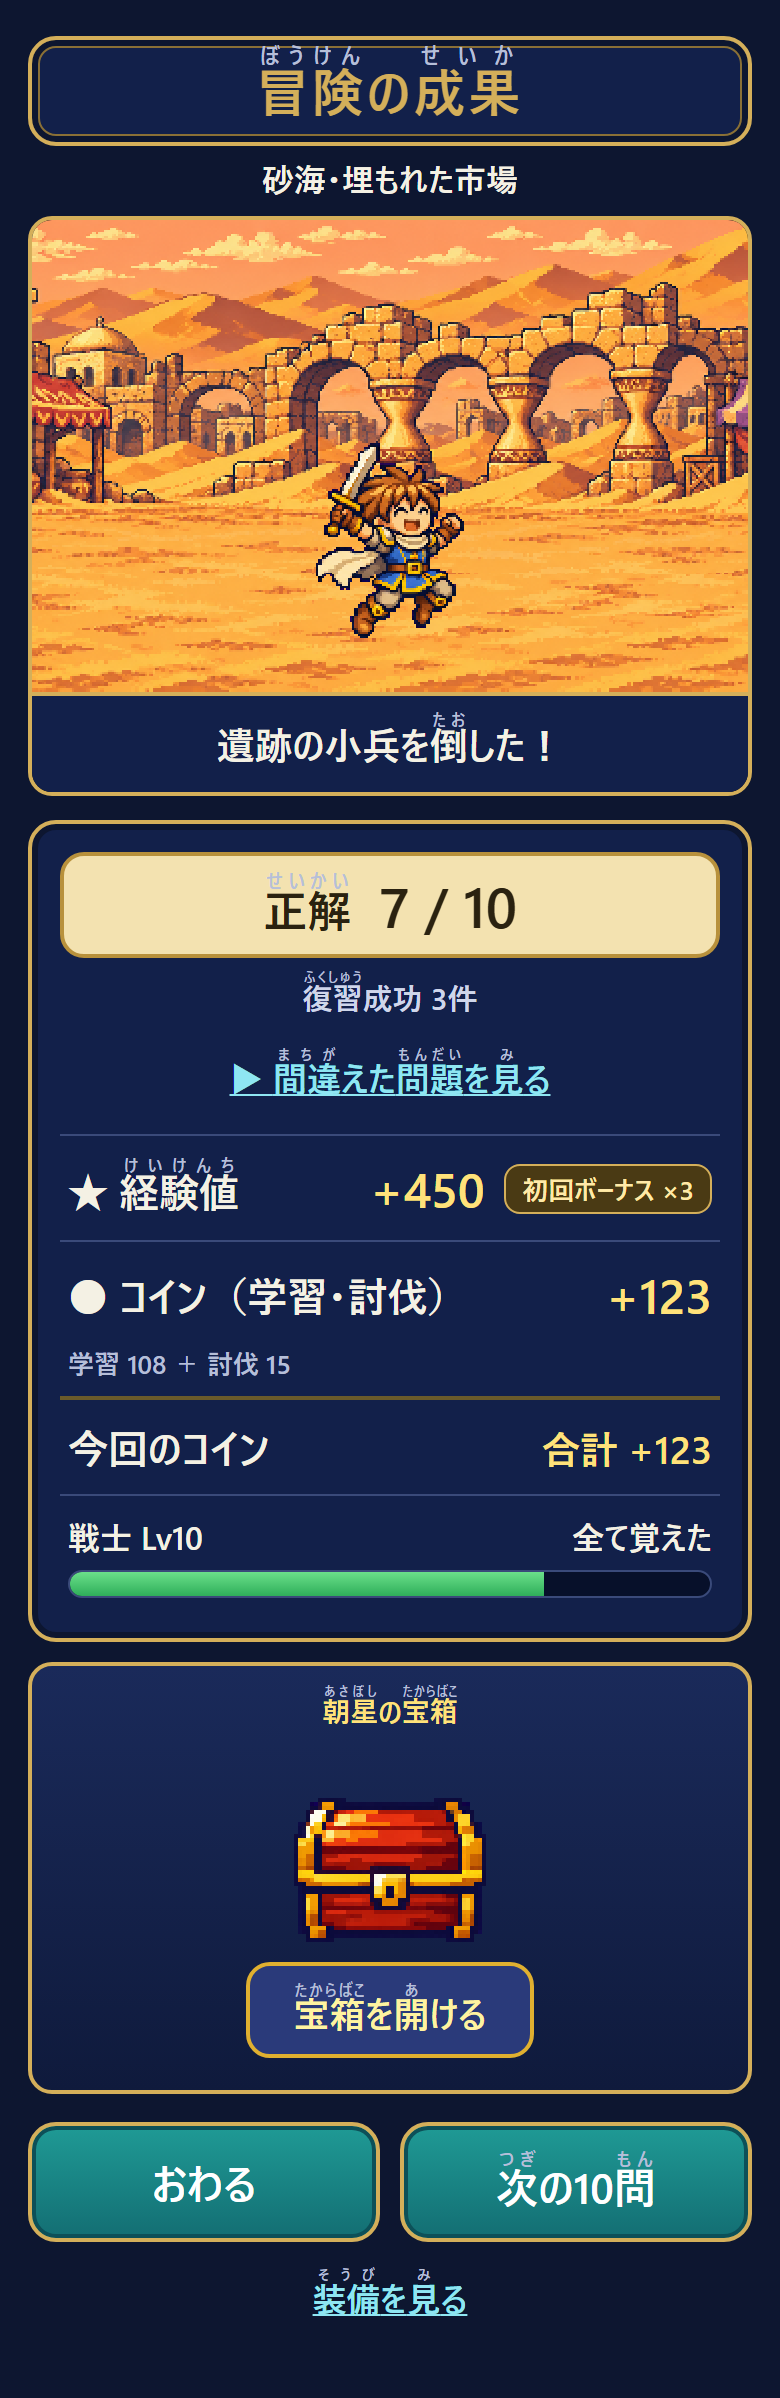 ぼうけん せいか
冒険の成果
砂海・埋もれた市場
たお
遺跡の小兵を倒した！
せいかい
正解 7 / 10
ふくしゅう
復習成功 3件
まちが もんだい み
▶ 間違えた問題を見る
けいけんち
★ 経験値 +450 初回ボーナス ×3
● コイン（学習・討伐） +123
学習 108 ＋ 討伐 15
今回のコイン 合計 +123
戦士 Lv10 全て覚えた
あさぼし たからばこ
朝星の宝箱
たからばこ あ
宝箱を開ける
おわる
つぎ もん
次の10問
そうび み
装備を見る